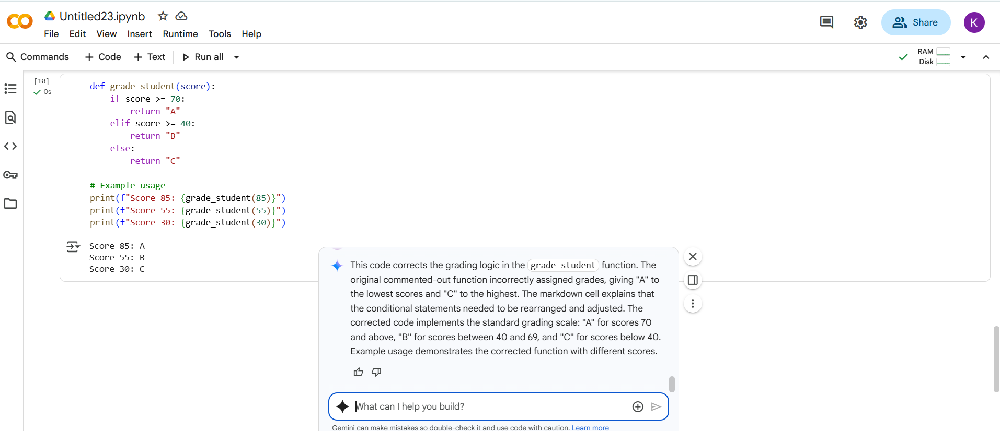 Untitled23.ipynb
File Edit View Insert Runtime Tools Help
Share
K
Commands + Code + Text Run all
RAM
Disk
[10]
0s
def grade_student(score):
    if score >= 70:
        return "A"
    elif score >= 40:
        return "B"
    else:
        return "C"
# Example usage
print(f"Score 85: {grade_student(85)}")
print(f"Score 55: {grade_student(55)}")
print(f"Score 30: {grade_student(30)}")
Score 85: A
Score 55: B
Score 30: C
This code corrects the grading logic in the grade_student function. The
original commented-out function incorrectly assigned grades, giving "A" to
the lowest scores and "C" to the highest. The markdown cell explains that
the conditional statements needed to be rearranged and adjusted. The
corrected code implements the standard grading scale: "A" for scores 70
and above, "B" for scores between 40 and 69, and "C" for scores below 40.
Example usage demonstrates the corrected function with different scores.
What can I help you build?
Gemini can make mistakes so double-check it and use code with caution. Learn more